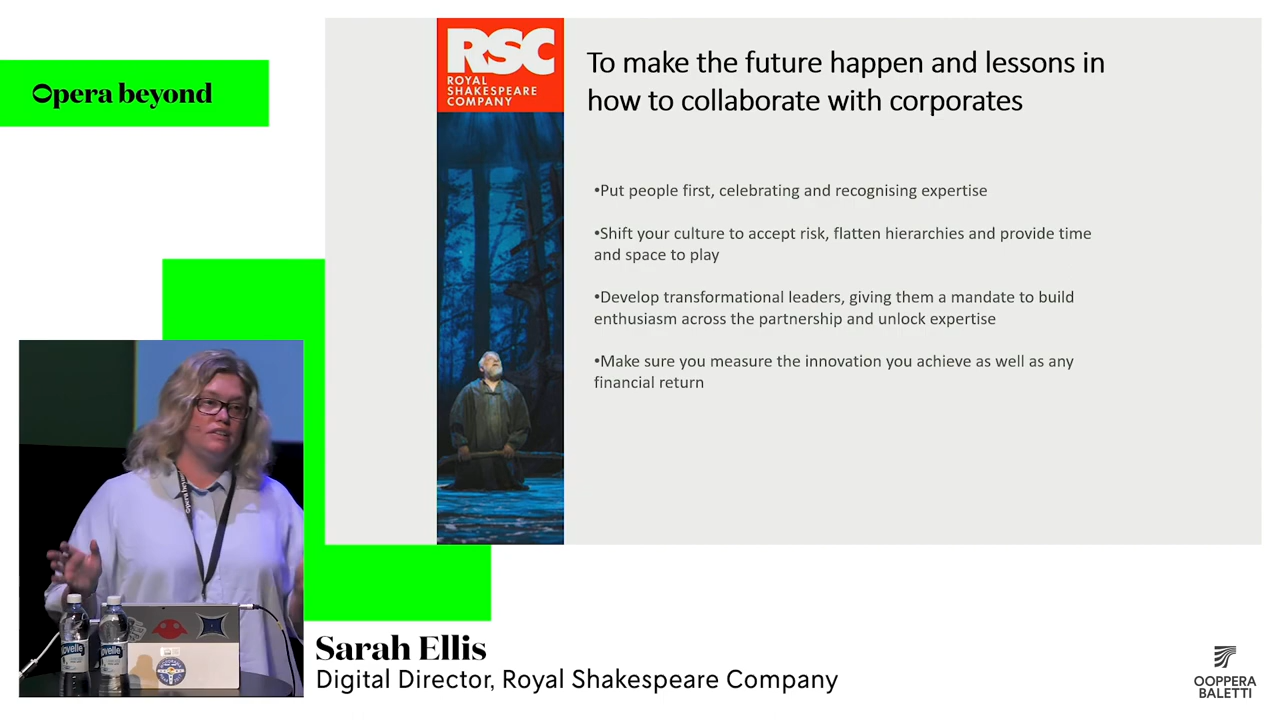 Opera beyond
RSC
ROYAL
SHAKESPEARE
COMPANY
To make the future happen and lessons in
how to collaborate with corporates
•Put people first, celebrating and recognising expertise
•Shift your culture to accept risk, flatten hierarchies and provide time
and space to play
•Develop transformational leaders, giving them a mandate to build
enthusiasm across the partnership and unlock expertise
•Make sure you measure the innovation you achieve as well as any
financial return
Sarah Ellis
Digital Director, Royal Shakespeare Company
OOPPERA
BALETTI